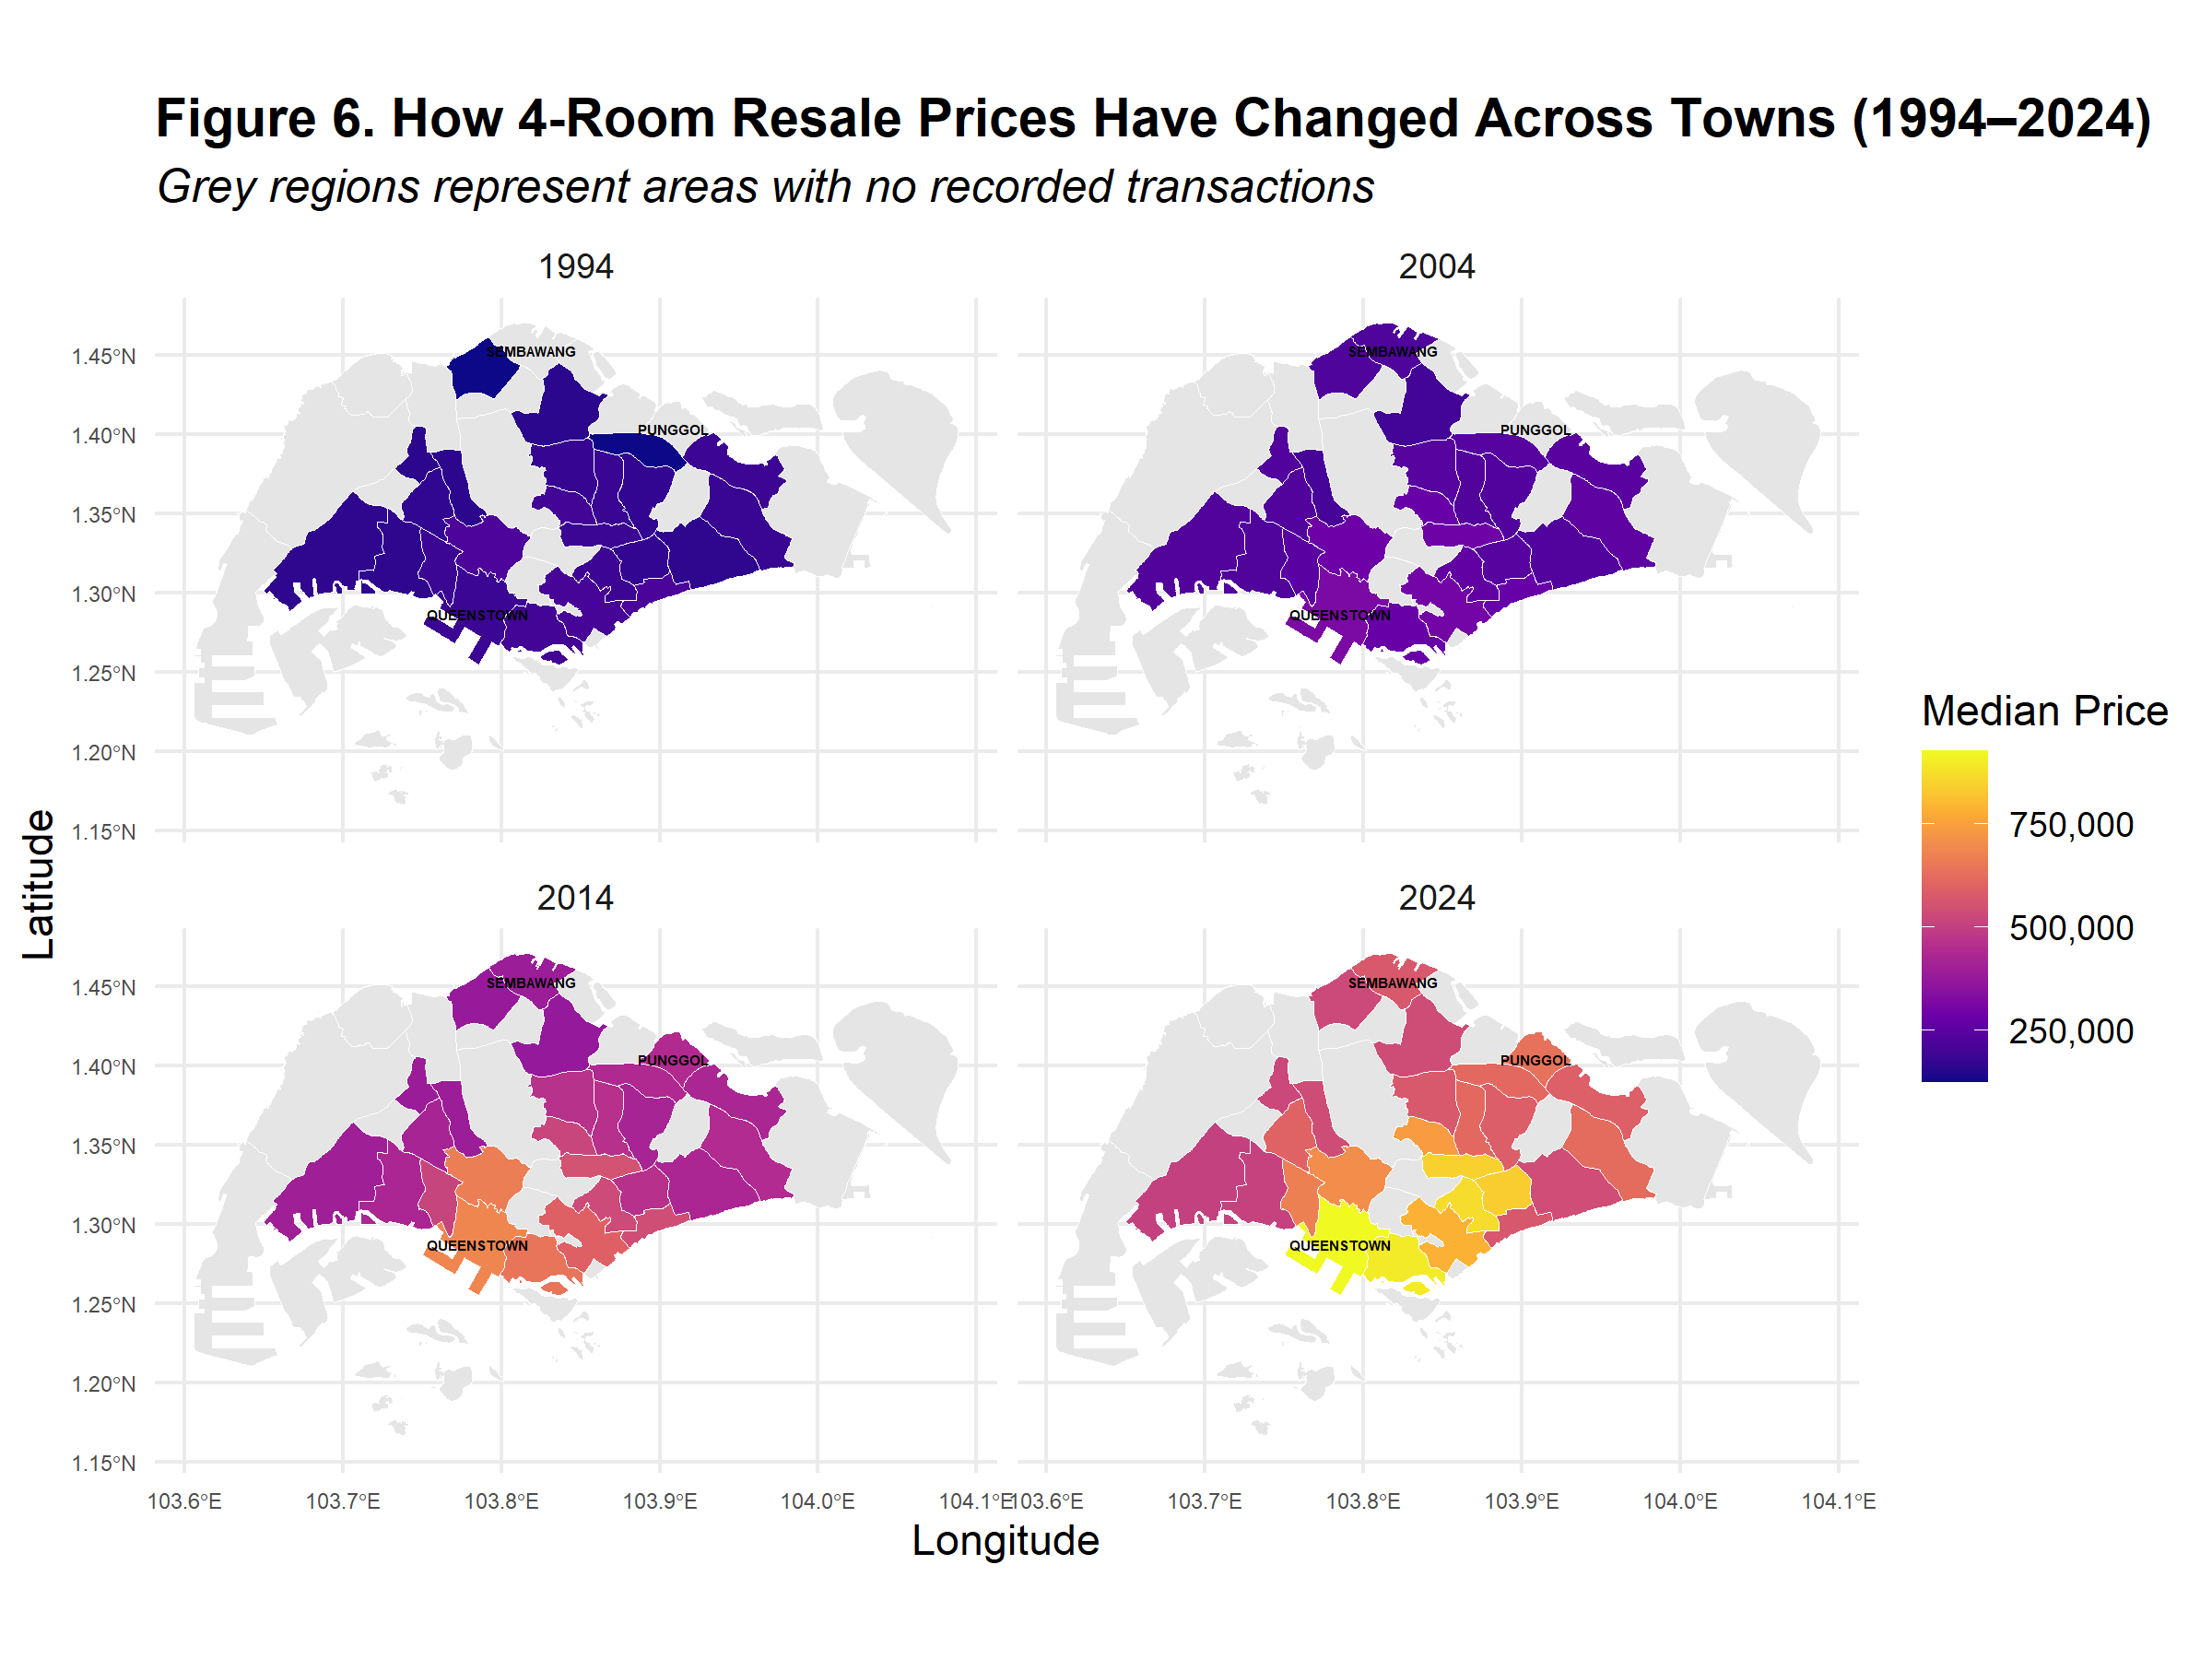 Figure 6. How 4-Room Resale Prices Have Changed Across Towns (1994–2024)
Grey regions represent areas with no recorded transactions
1994
2004
SEMBAWANG
PUNGGOL
QUEENSTOWN
SEMBAWANG
PUNGGOL
QUEENSTOWN
1.45°N
1.40°N
1.35°N
1.30°N
1.25°N
1.20°N
1.15°N
2014
2024
SEMBAWANG
PUNGGOL
QUEENSTOWN
SEMBAWANG
PUNGGOL
QUEENSTOWN
1.45°N
1.40°N
1.35°N
1.30°N
1.25°N
1.20°N
1.15°N
103.6°E 103.7°E 103.8°E 103.9°E 104.0°E 104.1°E
103.6°E 103.7°E 103.8°E 103.9°E 104.0°E 104.1°E
Longitude
Latitude
Median Price
750,000
500,000
250,000